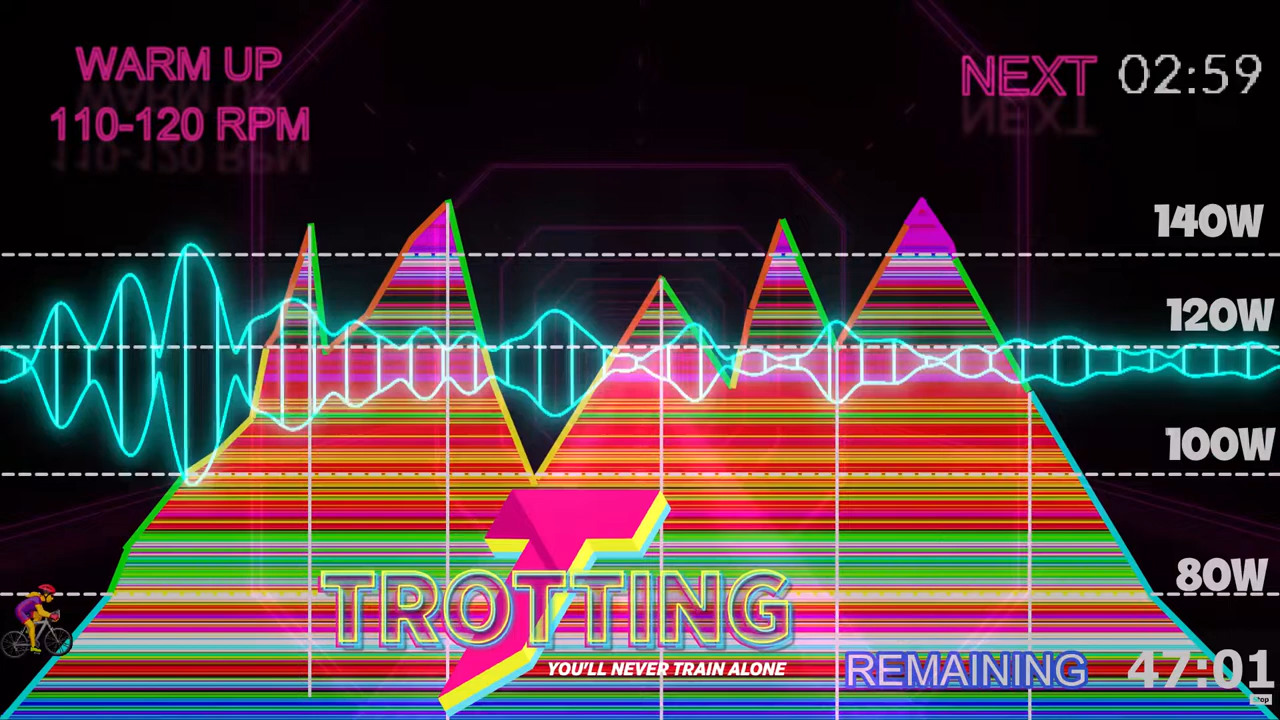 WARM UP
110-120 RPM
NEXT 02:59
140W
120W
100W
80W
TROTTING
YOU'LL NEVER TRAIN ALONE
REMAINING 47:01
Stop